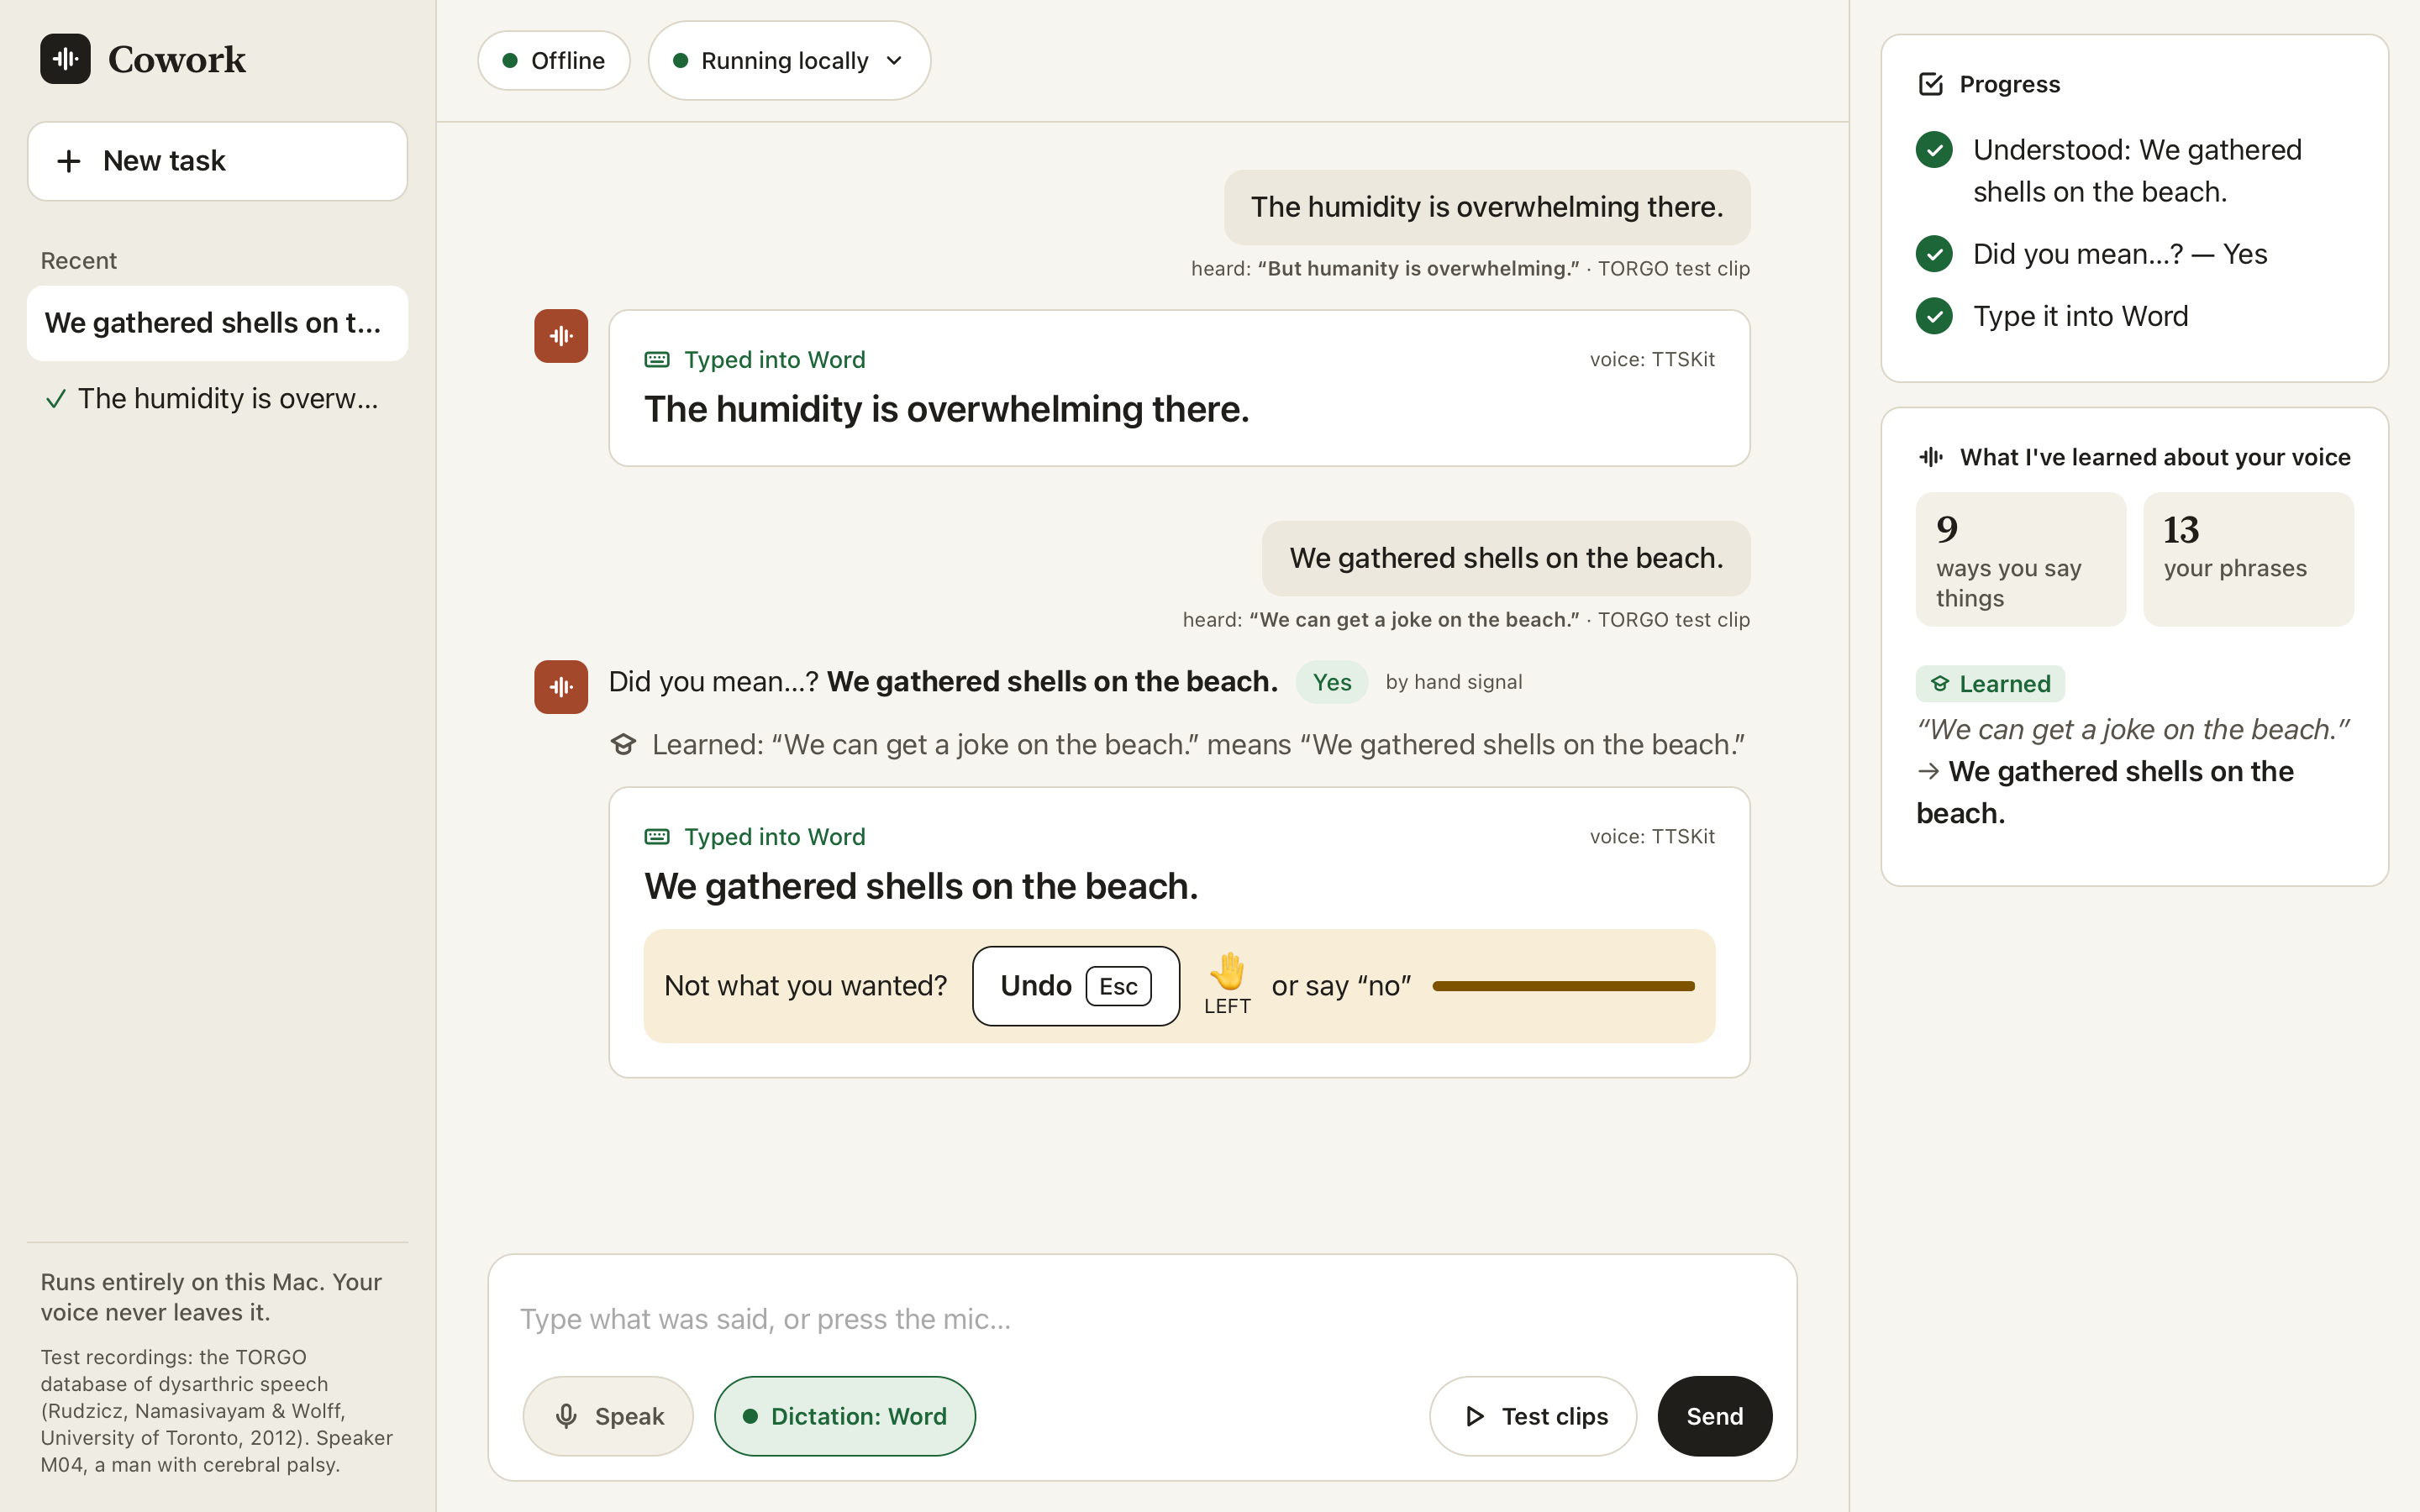 Cowork
New task
Recent
We gathered shells on t...
✓ The humidity is overw...
Runs entirely on this Mac. Your
voice never leaves it.
Test recordings: the TORGO
database of dysarthric speech
(Rudzicz, Namasivayam & Wolff,
University of Toronto, 2012). Speaker
M04, a man with cerebral palsy.
Offline
Running locally
The humidity is overwhelming there.
heard: “But humanity is overwhelming.” · TORGO test clip
Typed into Word
voice: TTSKit
The humidity is overwhelming there.
We gathered shells on the beach.
heard: “We can get a joke on the beach.” · TORGO test clip
Did you mean...? We gathered shells on the beach. Yes by hand signal
Learned: “We can get a joke on the beach.” means “We gathered shells on the beach.”
Typed into Word
voice: TTSKit
We gathered shells on the beach.
Not what you wanted? Undo Esc LEFT or say “no”
Type what was said, or press the mic...
Speak
Dictation: Word
Test clips
Send
Progress
Understood: We gathered
shells on the beach.
Did you mean...? — Yes
Type it into Word
What I've learned about your voice
9
ways you say
things
13
your phrases
Learned
“We can get a joke on the beach.”
→ We gathered shells on the
beach.